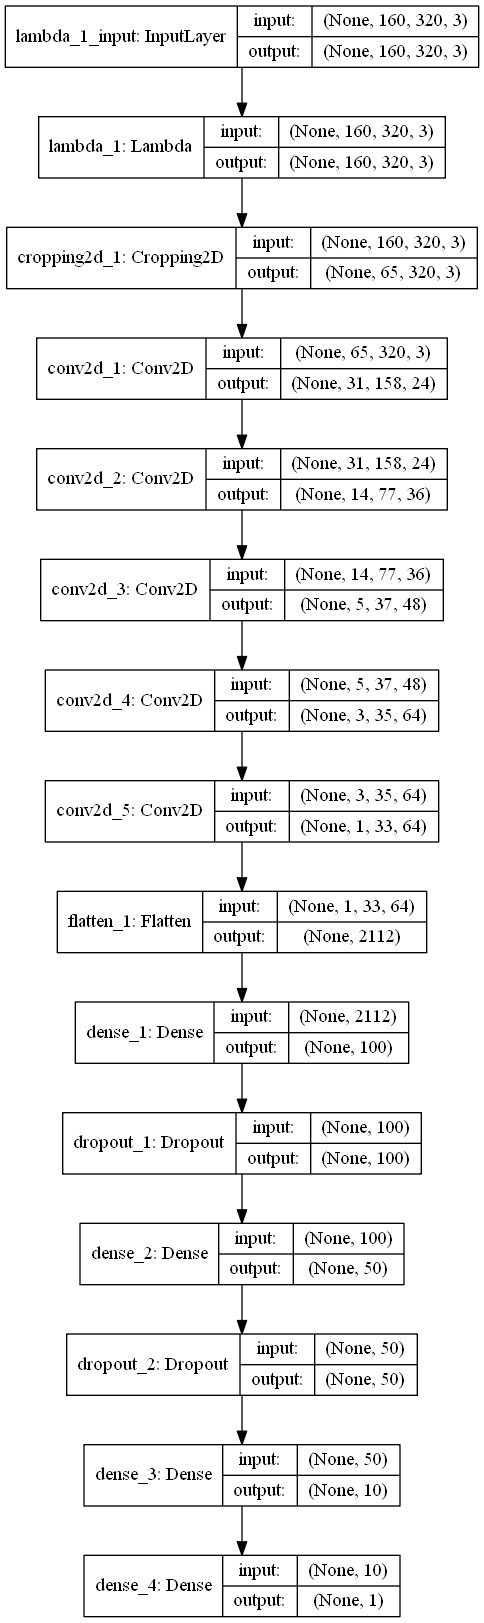 lambda_1_input: InputLayer
input: (None, 160, 320, 3)
output: (None, 160, 320, 3)
lambda_1: Lambda
input: (None, 160, 320, 3)
output: (None, 160, 320, 3)
cropping2d_1: Cropping2D
input: (None, 160, 320, 3)
output: (None, 65, 320, 3)
conv2d_1: Conv2D
input: (None, 65, 320, 3)
output: (None, 31, 158, 24)
conv2d_2: Conv2D
input: (None, 31, 158, 24)
output: (None, 14, 77, 36)
conv2d_3: Conv2D
input: (None, 14, 77, 36)
output: (None, 5, 37, 48)
conv2d_4: Conv2D
input: (None, 5, 37, 48)
output: (None, 3, 35, 64)
conv2d_5: Conv2D
input: (None, 3, 35, 64)
output: (None, 1, 33, 64)
flatten_1: Flatten
input: (None, 1, 33, 64)
output: (None, 2112)
dense_1: Dense
input: (None, 2112)
output: (None, 100)
dropout_1: Dropout
input: (None, 100)
output: (None, 100)
dense_2: Dense
input: (None, 100)
output: (None, 50)
dropout_2: Dropout
input: (None, 50)
output: (None, 50)
dense_3: Dense
input: (None, 50)
output: (None, 10)
dense_4: Dense
input: (None, 10)
output: (None, 1)